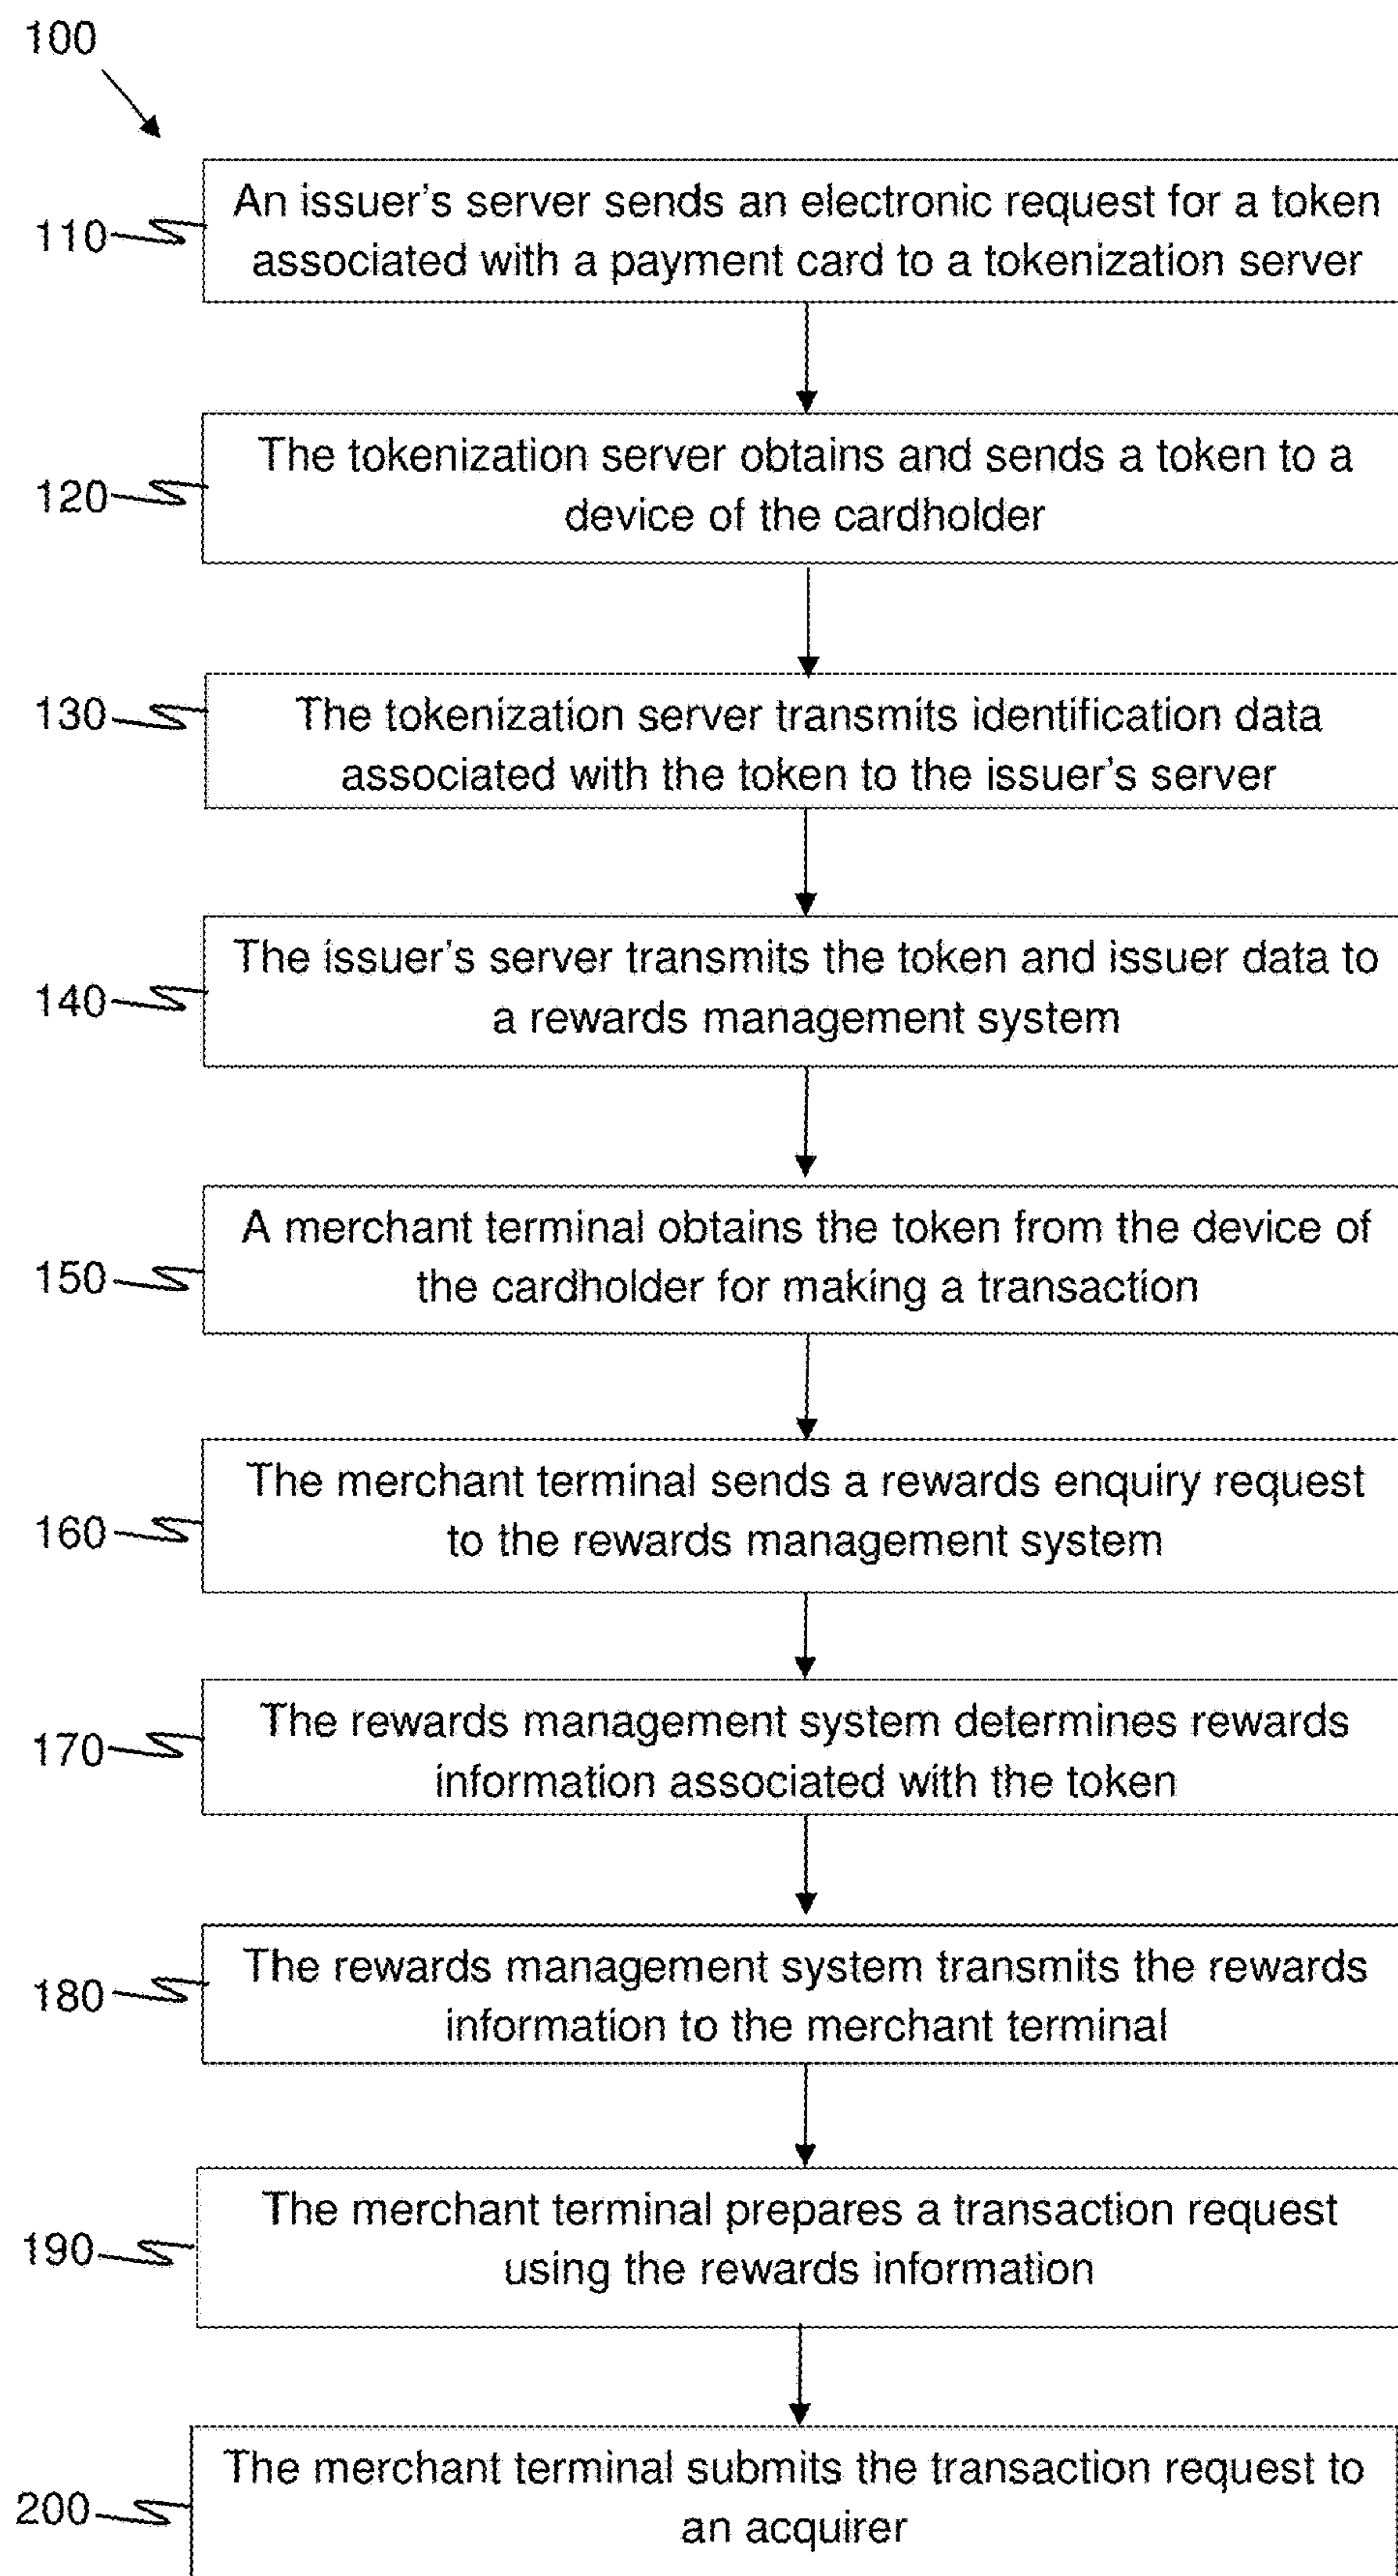 100
110
An issuer's server sends an electronic request for a token
associated with a payment card to a tokenization server
120
The tokenization server obtains and sends a token to a
device of the cardholder
130
The tokenization server transmits identification data
associated with the token to the issuer's server
140
The issuer's server transmits the token and issuer data to
a rewards management system
150
A merchant terminal obtains the token from the device of
the cardholder for making a transaction
160
The merchant terminal sends a rewards enquiry request
to the rewards management system
170
The rewards management system determines rewards
information associated with the token
180
The rewards management system transmits the rewards
information to the merchant terminal
190
The merchant terminal prepares a transaction request
using the rewards information
200
The merchant terminal submits the transaction request to
an acquirer